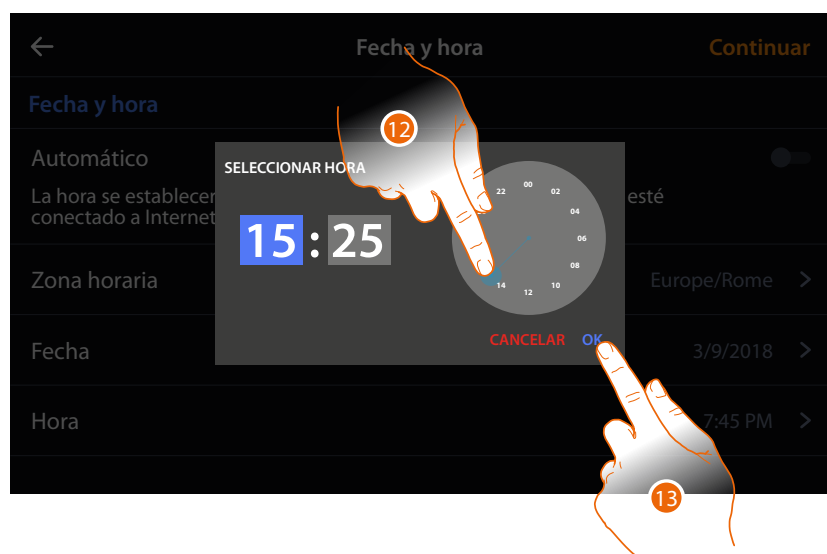 Fecha y hora
Continuar
Fecha y hora
12
Automático
SELECCIONAR HORA
La hora se establecer
esté
conectado a Internet
15 : 25
22 00 02
04
06
08
10
12
14
Zona horaria
Europe/Rome
CANCELAR OK
Fecha
3/9/2018
Hora
7:45 PM
13